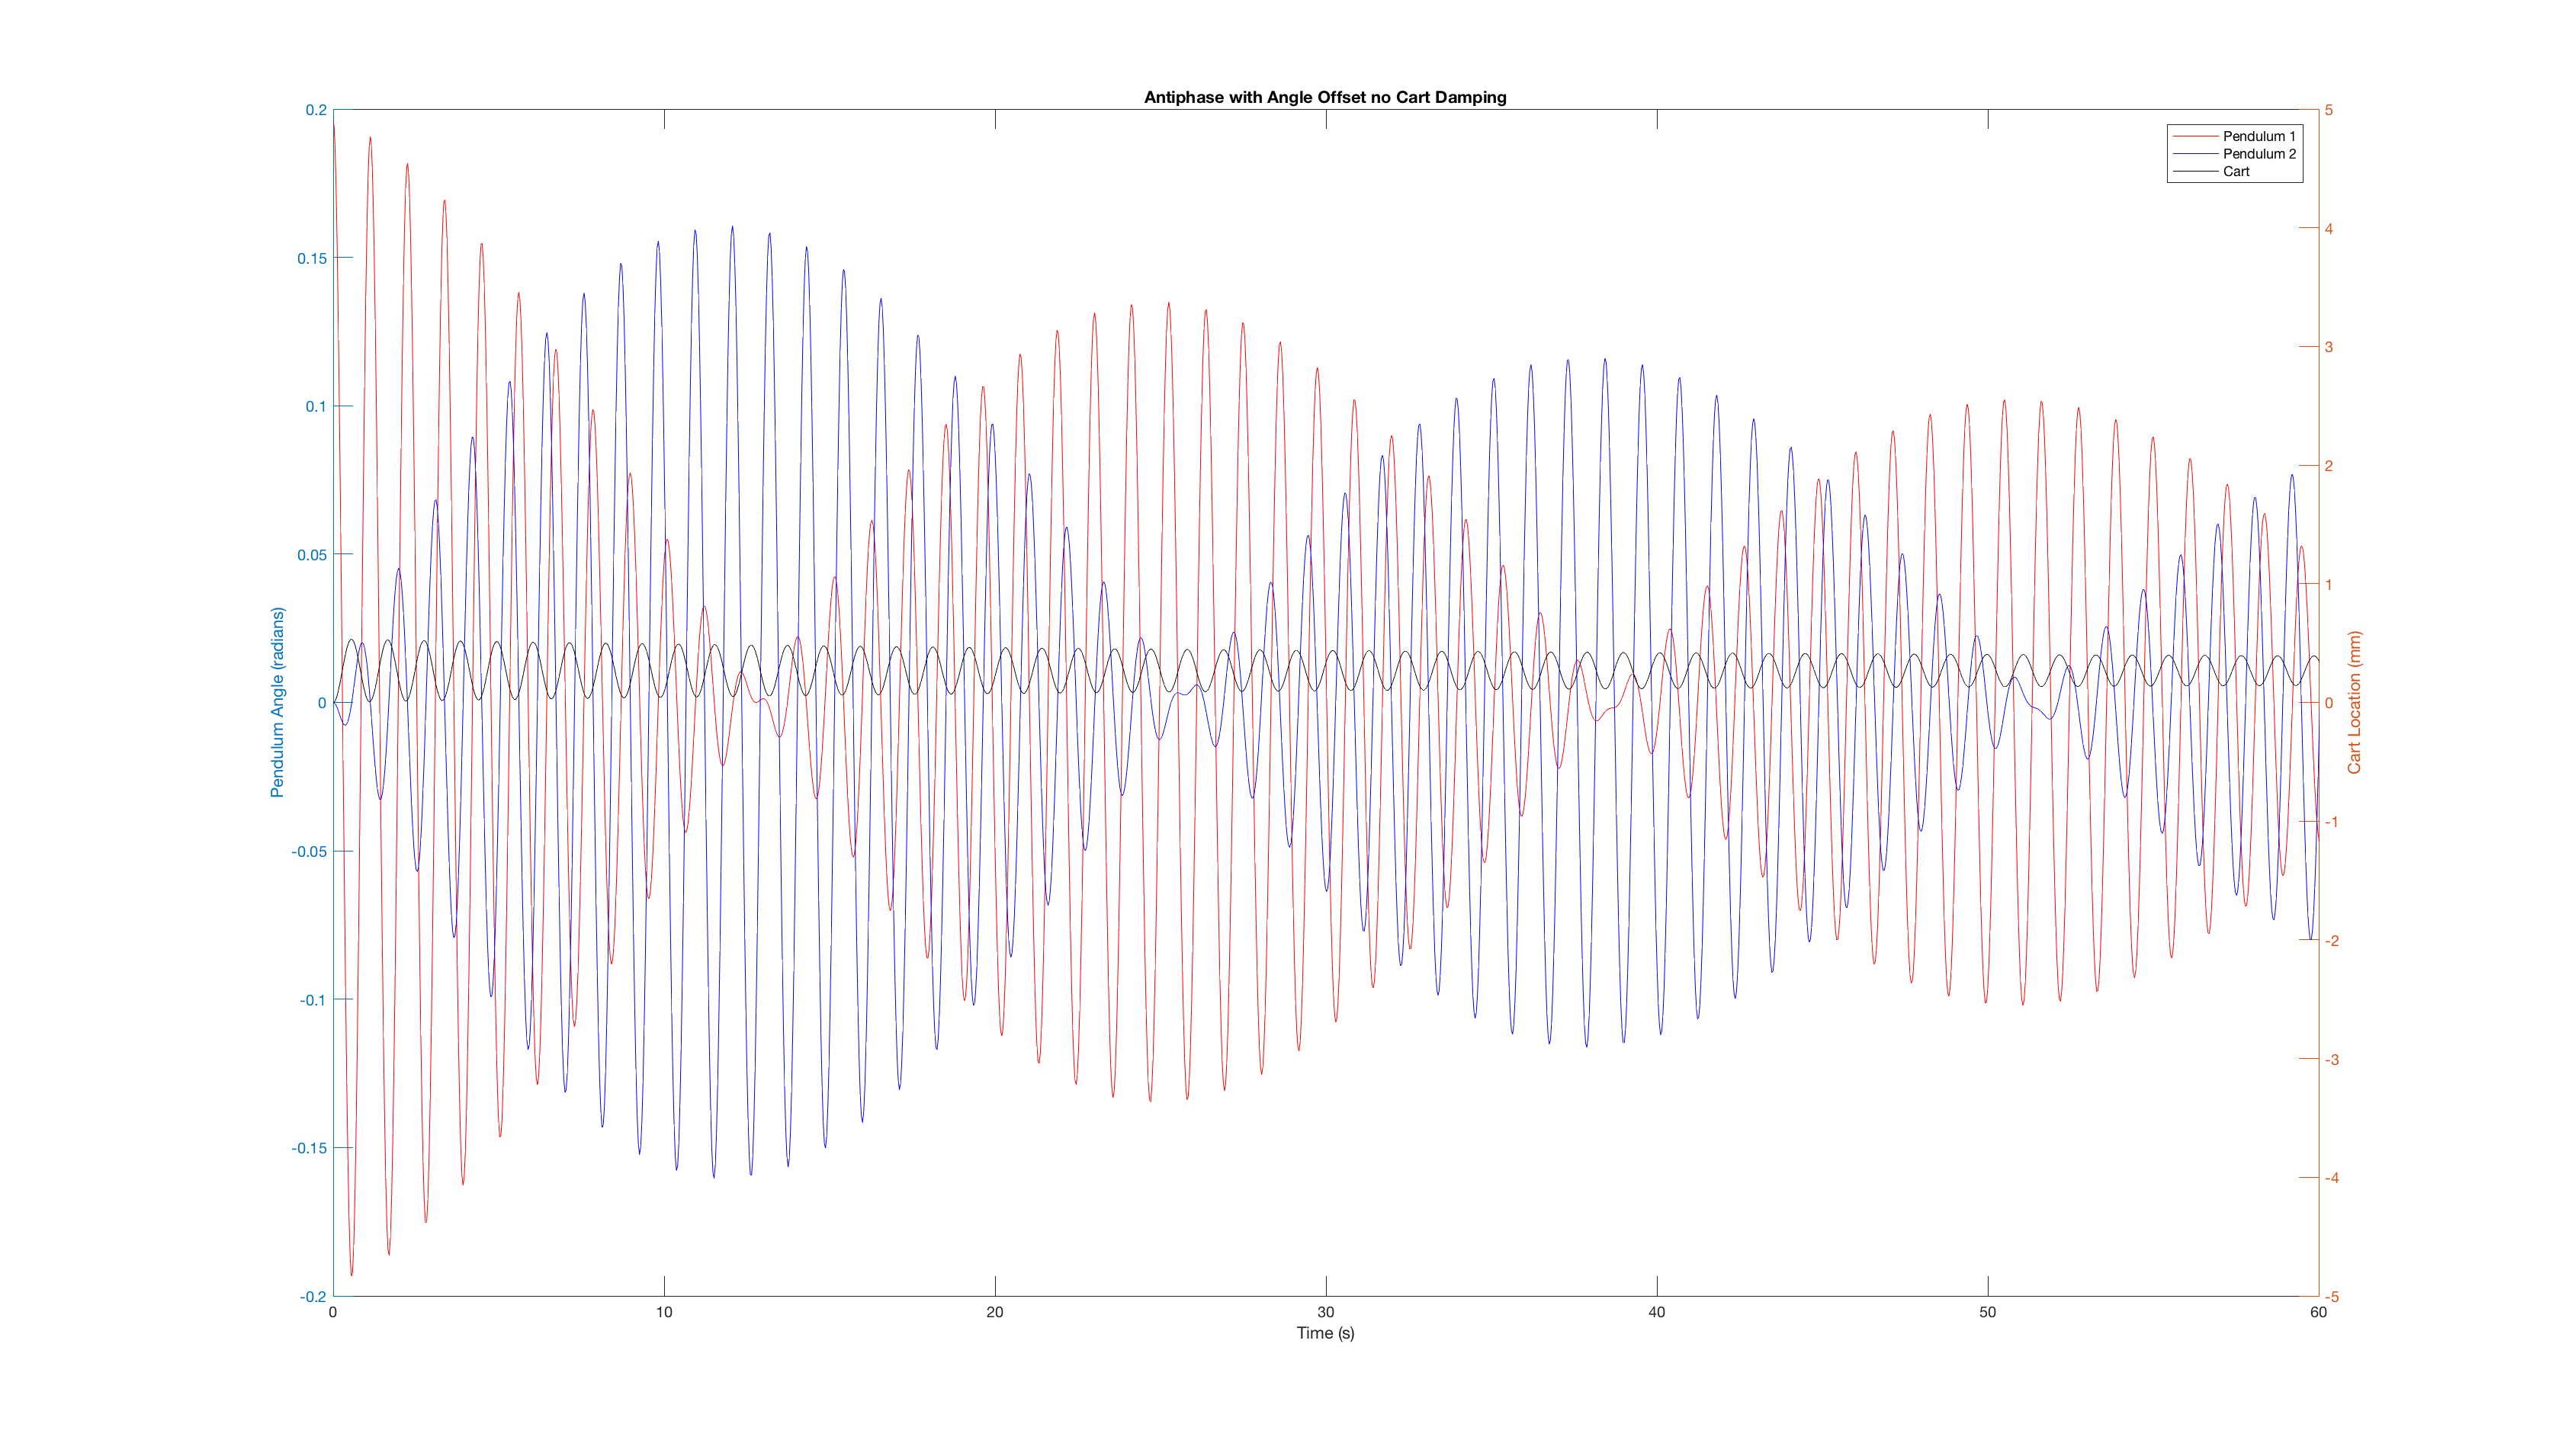 Antiphase with Angle Offset no Cart Damping
Pendulum 1
Pendulum 2
Cart
Pendulum Angle (radians)
0.2
0.15
0.1
0.05
0
-0.05
-0.1
-0.15
-0.2
Cart Location (mm)
5
4
3
2
1
0
-1
-2
-3
-4
-5
0 10 20 30 40 50 60
Time (s)